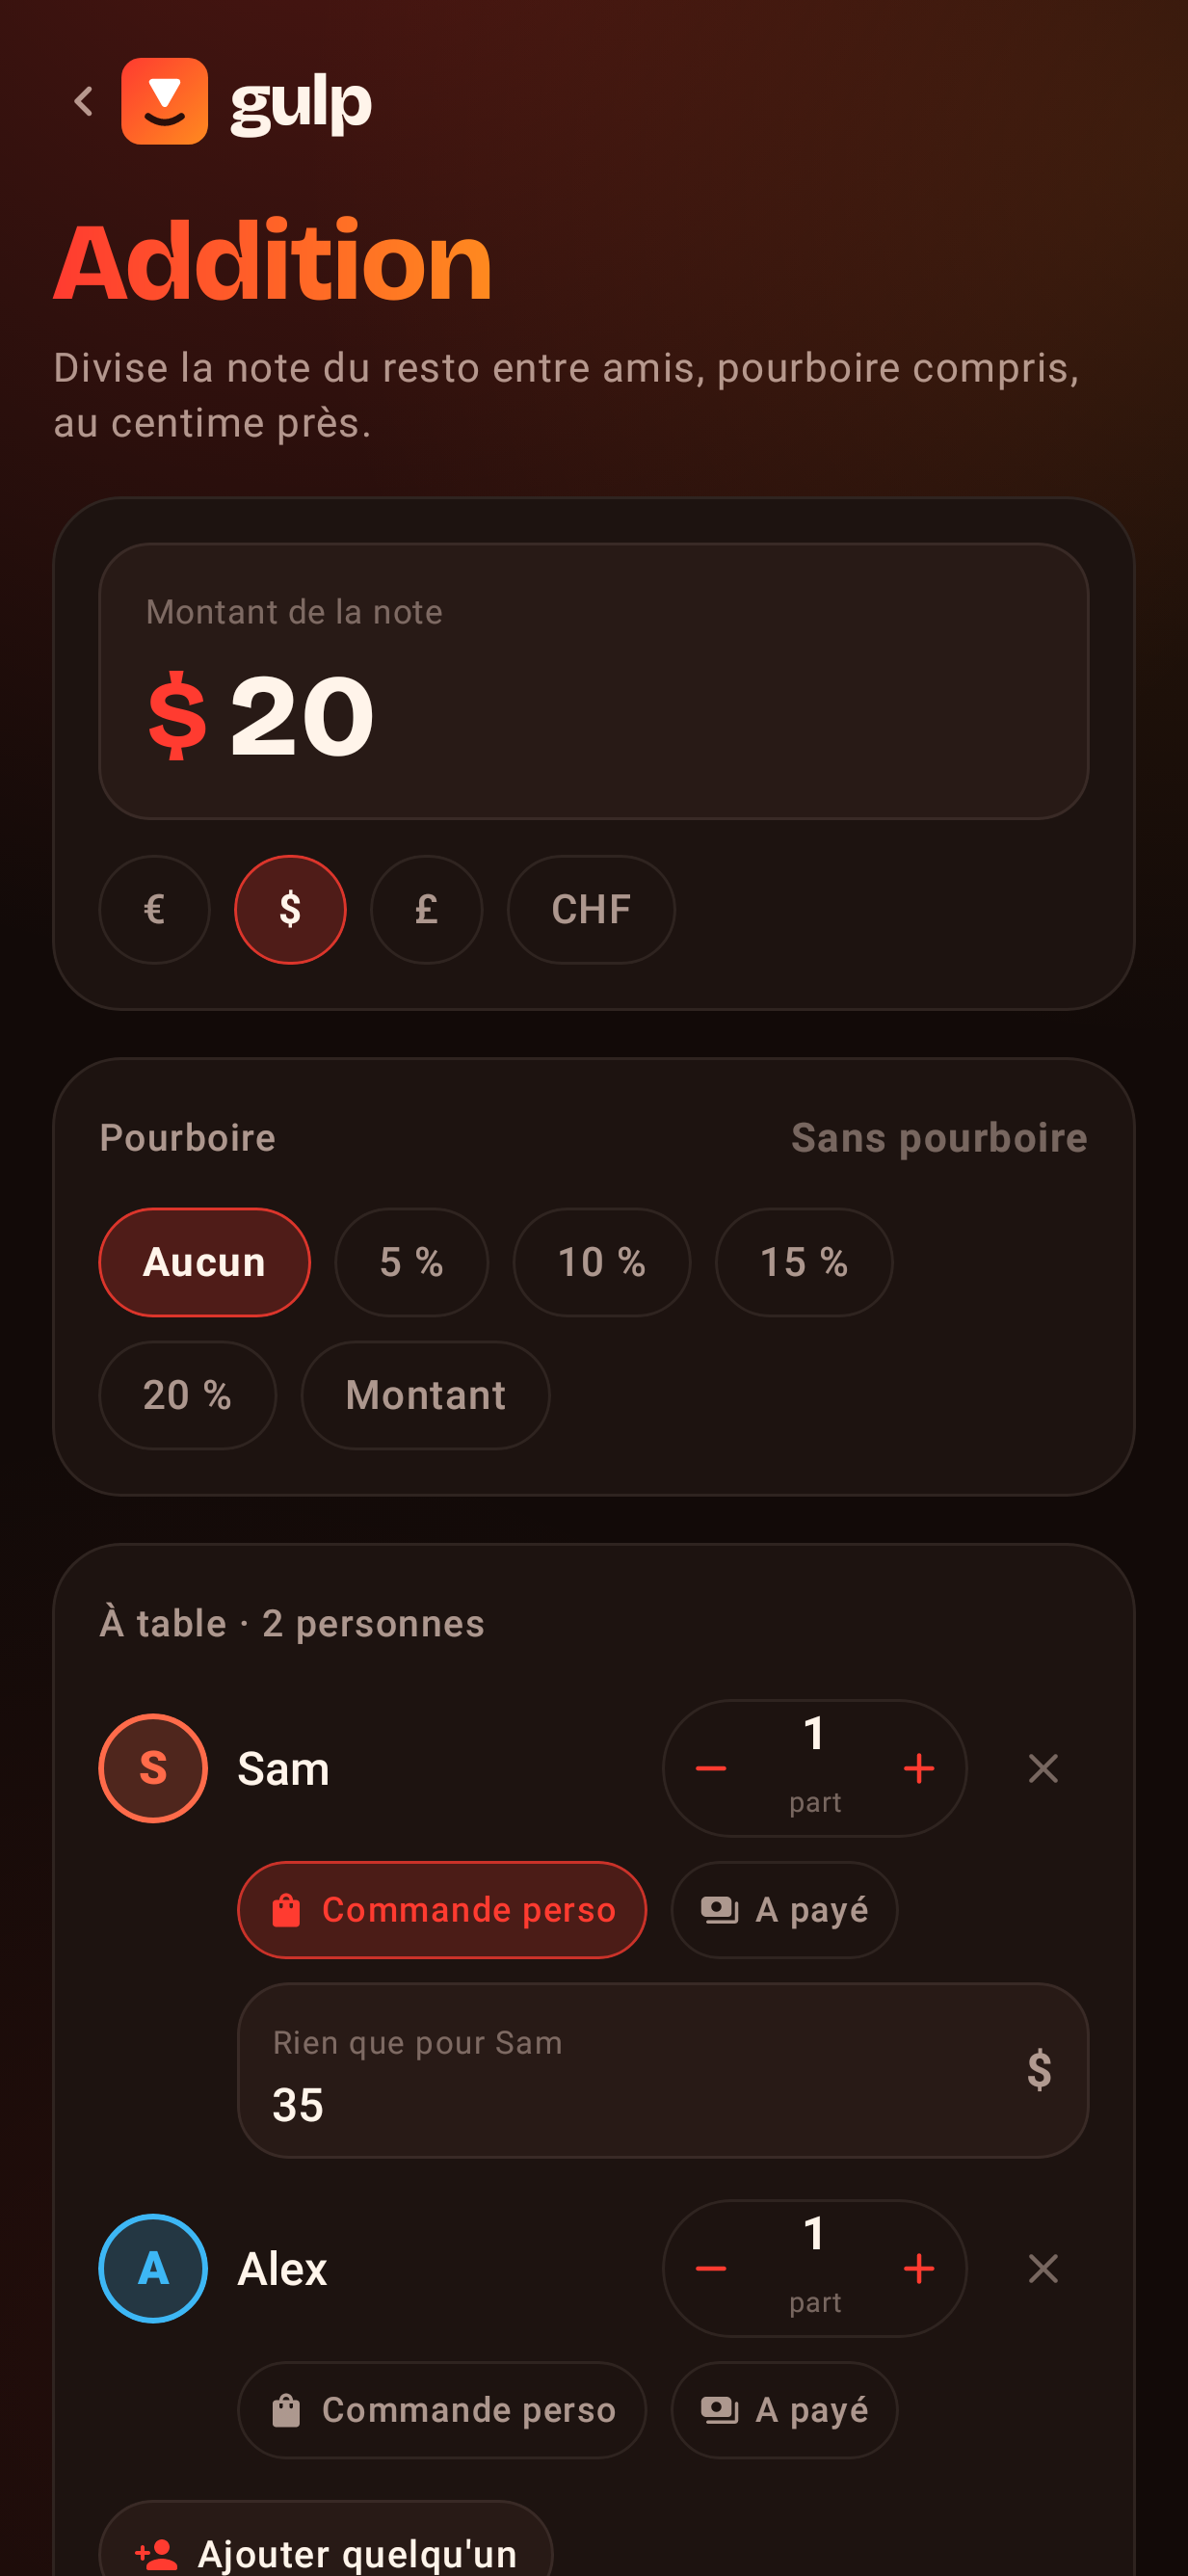 gulp
Addition
Divise la note du resto entre amis, pourboire compris,
au centime près.
Montant de la note
$ 20
€ $ £ CHF
Pourboire Sans pourboire
Aucun 5 % 10 % 15 %
20 % Montant
À table · 2 personnes
S Sam − 1 part + ×
Commande perso A payé
Rien que pour Sam
35 $
A Alex − 1 part + ×
Commande perso A payé
Ajouter quelqu'un